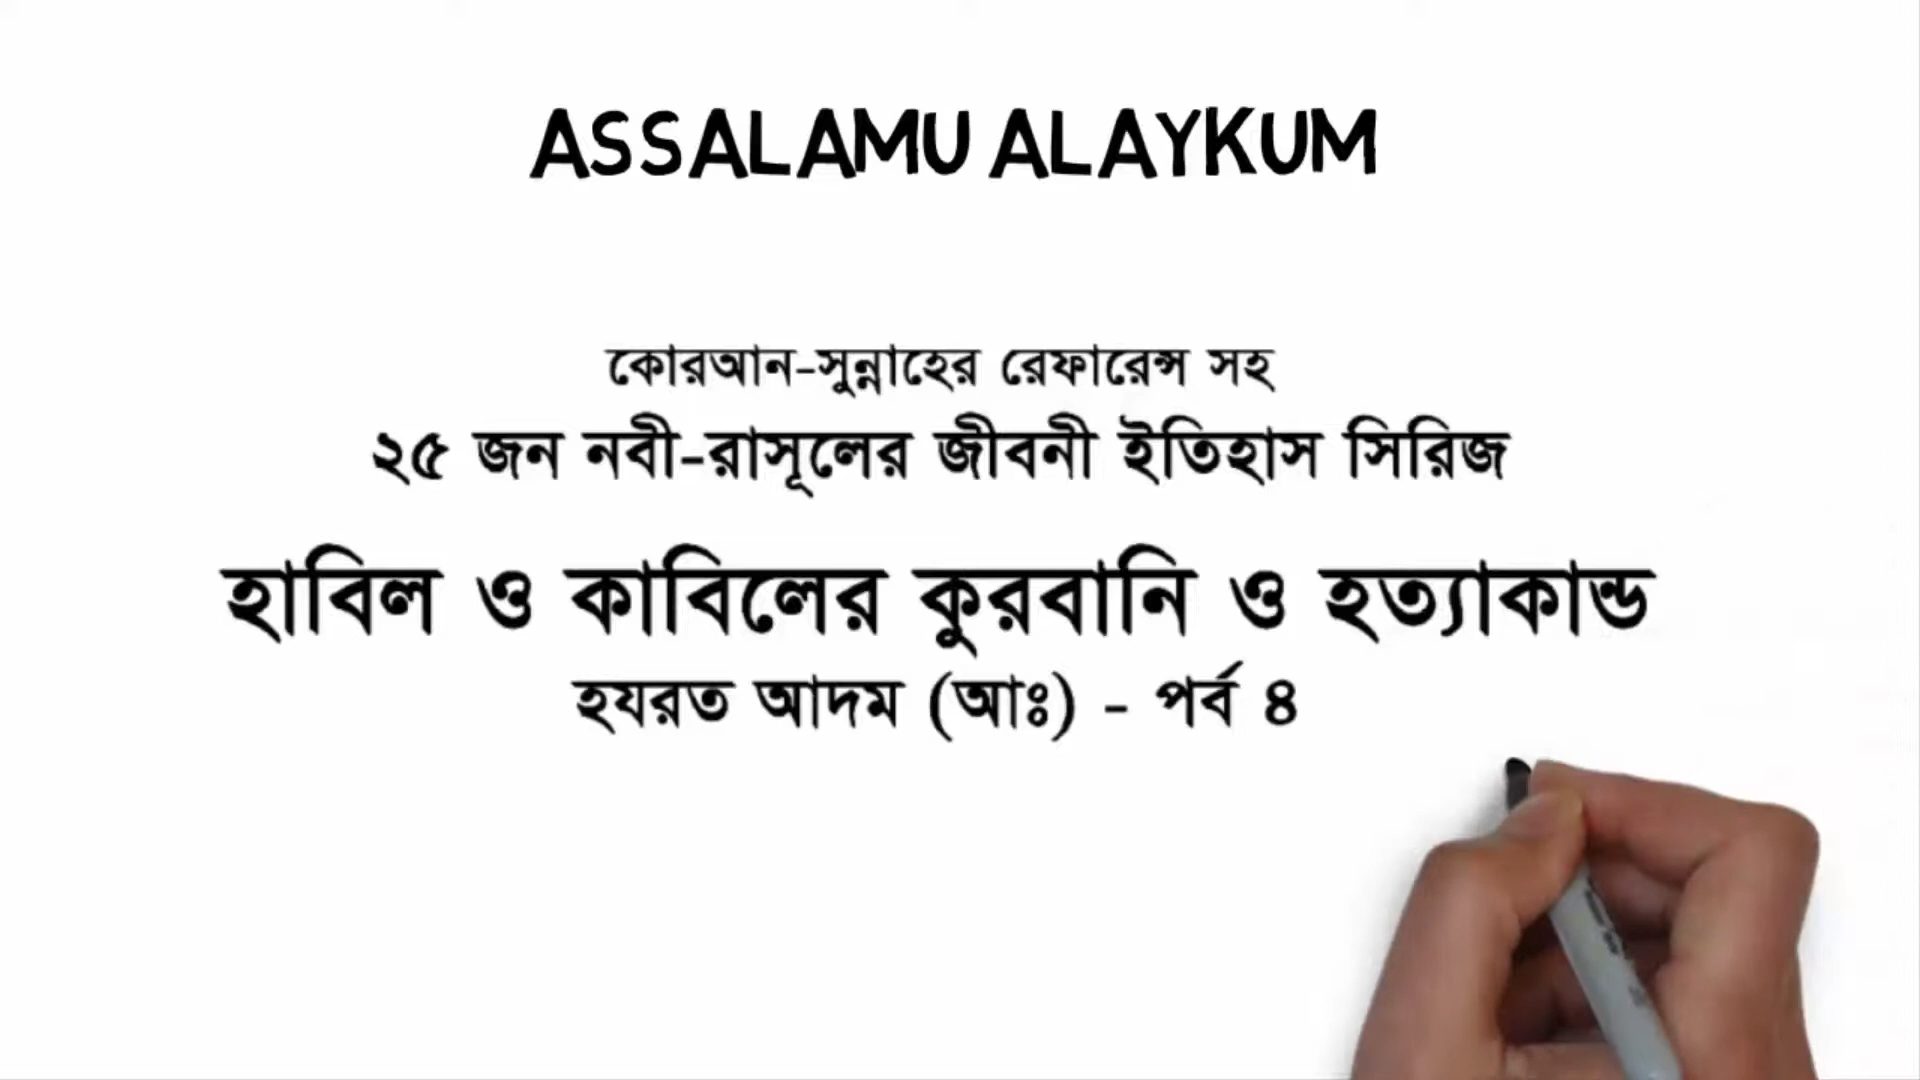 ASSALAMU ALAYKUM
কোরআন-সুন্নাহের রেফারেন্স সহ
২৫ জন নবী-রাসূলের জীবনী ইতিহাস সিরিজ
হাবিল ও কাবিলের কুরবানি ও হত্যাকান্ড
হযরত আদম (আঃ) - পর্ব ৪